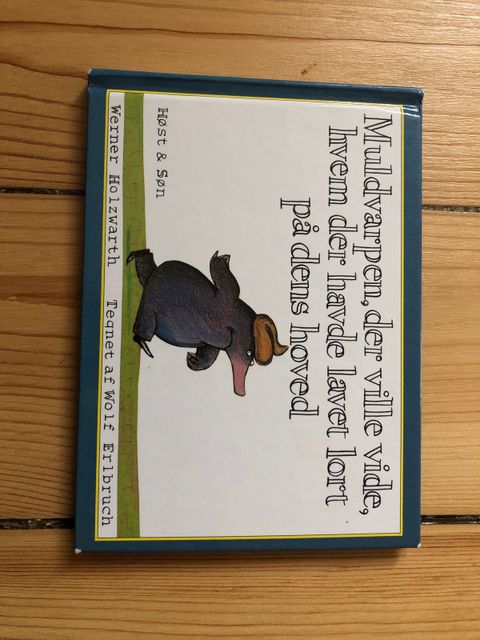 Muldvarpen, der ville vide,
hvem der havde lavet lort
på dens hoved
Høst & Søn
Werner Holzwarth Teqnet af Wolf Erlbruch